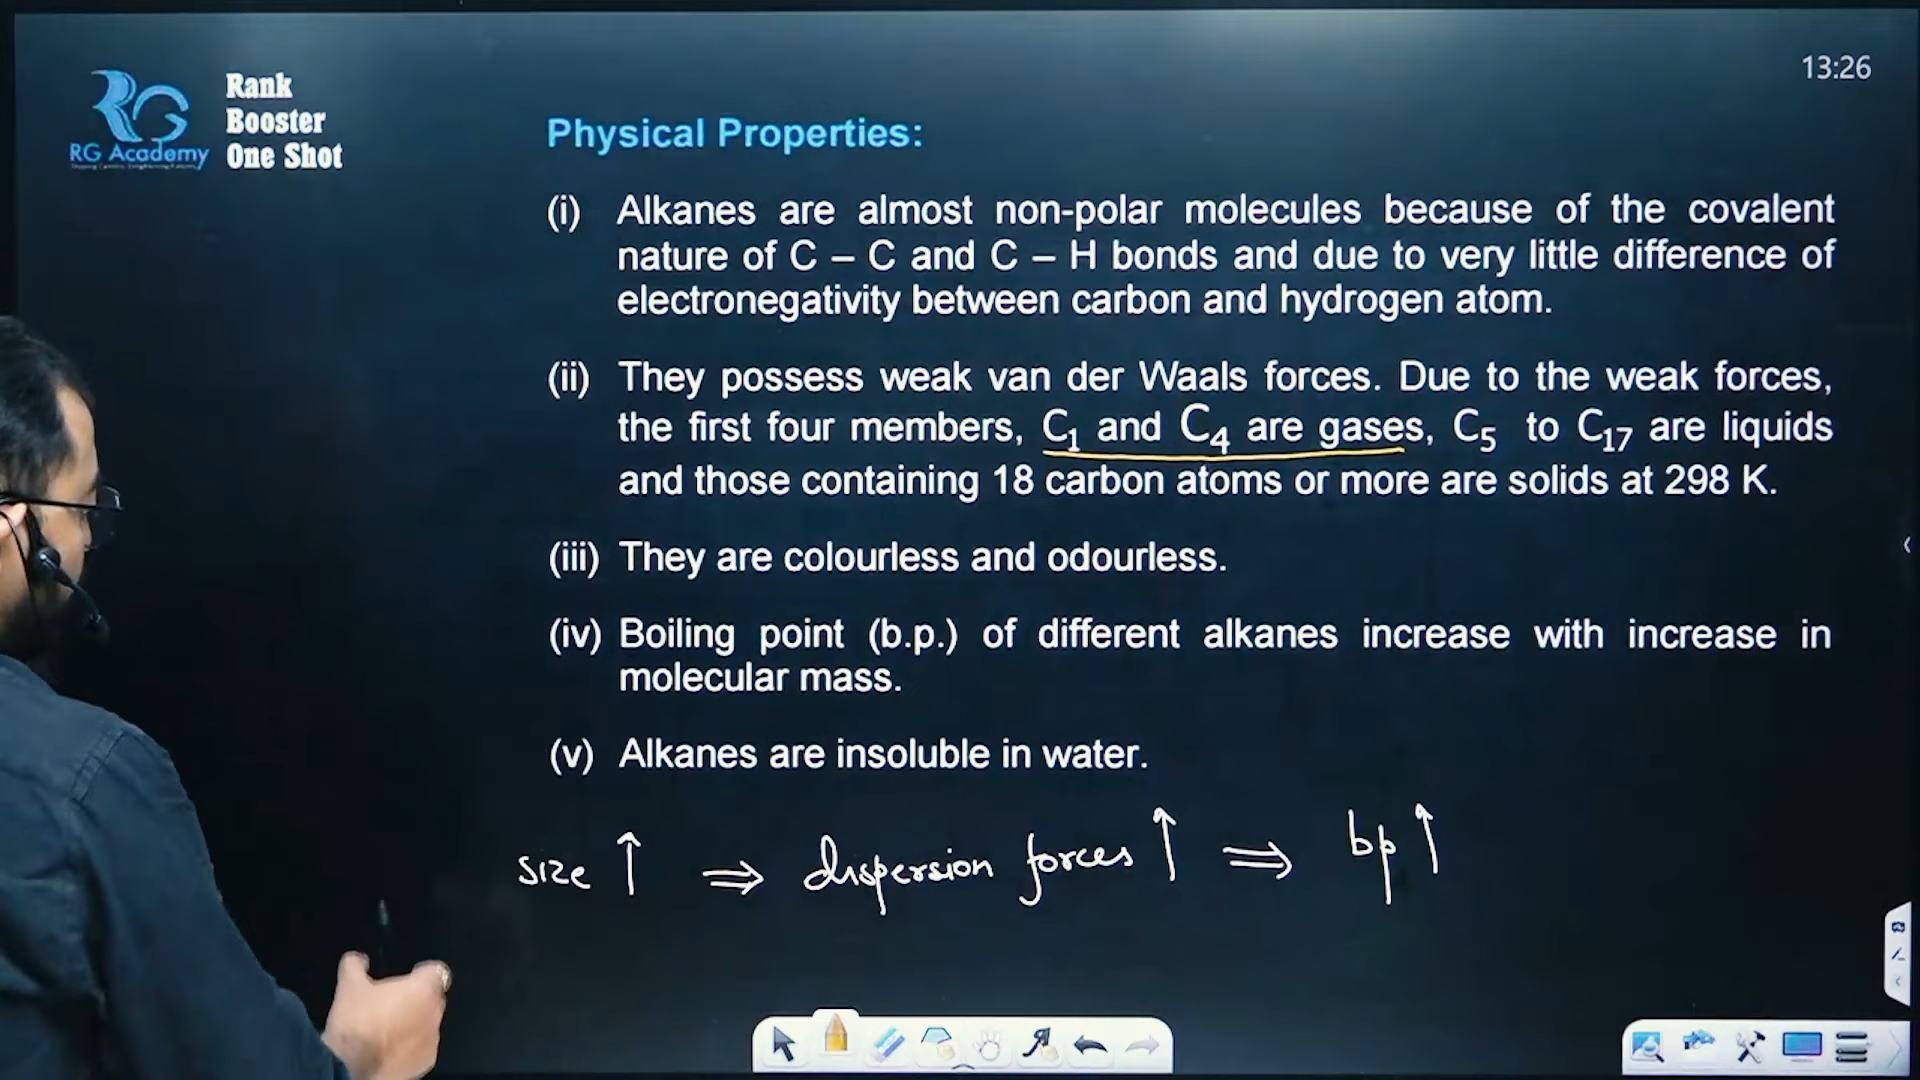 13:26
RG Academy
Rank
Booster
One Shot
Physical Properties:
(i) Alkanes are almost non-polar molecules because of the covalent
nature of C – C and C – H bonds and due to very little difference of
electronegativity between carbon and hydrogen atom.
(ii) They possess weak van der Waals forces. Due to the weak forces,
the first four members, C₁ and C₄ are gases, C₅ to C₁₇ are liquids
and those containing 18 carbon atoms or more are solids at 298 K.
(iii) They are colourless and odourless.
(iv) Boiling point (b.p.) of different alkanes increase with increase in
molecular mass.
(v) Alkanes are insoluble in water.
size ↑ ⇒ dispersion forces ↑ ⇒ bp ↑